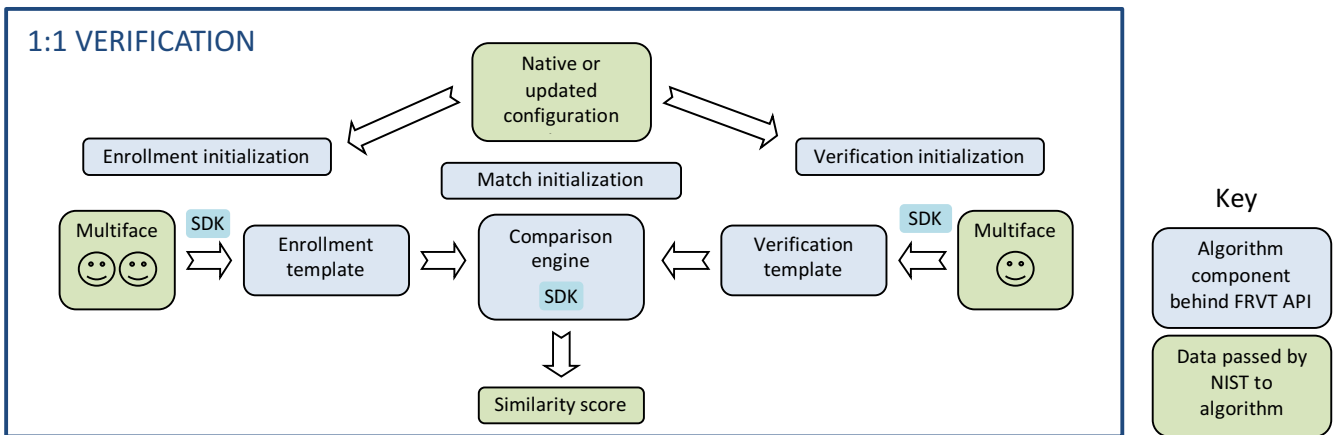 1:1 VERIFICATION
Native or
updated
configuration
Enrollment initialization
Verification initialization
Match initialization
Multiface
SDK
Enrollment
template
Comparison
engine
SDK
Verification
template
SDK
Multiface
Similarity score
Key
Algorithm
component
behind FRVT API
Data passed by
NIST to
algorithm